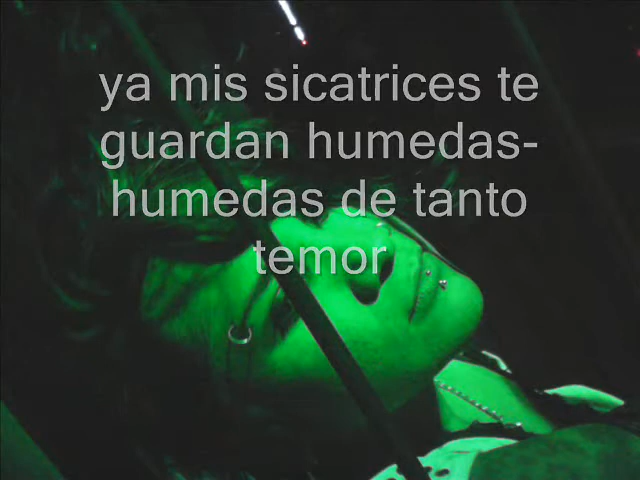 ya mis sicatrices te
guardan humedas-
humedas de tanto
temor